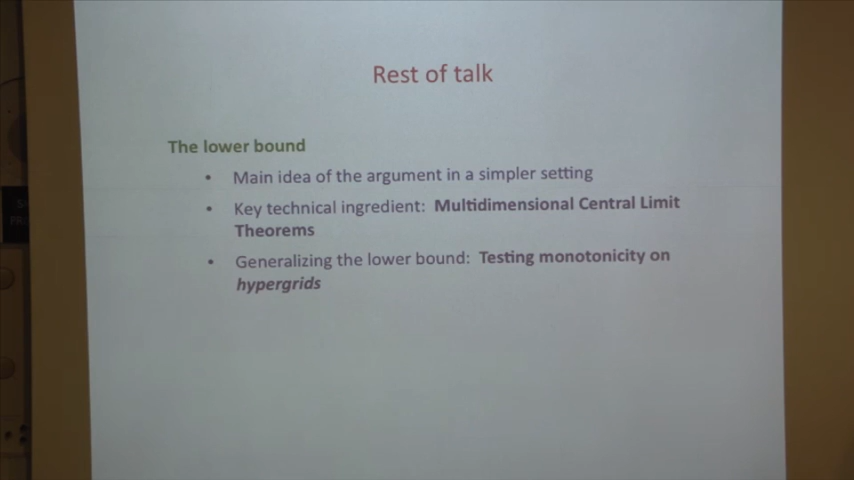 Rest of talk
The lower bound
• Main idea of the argument in a simpler setting
• Key technical ingredient: Multidimensional Central Limit
Theorems
• Generalizing the lower bound: Testing monotonicity on
hypergrids